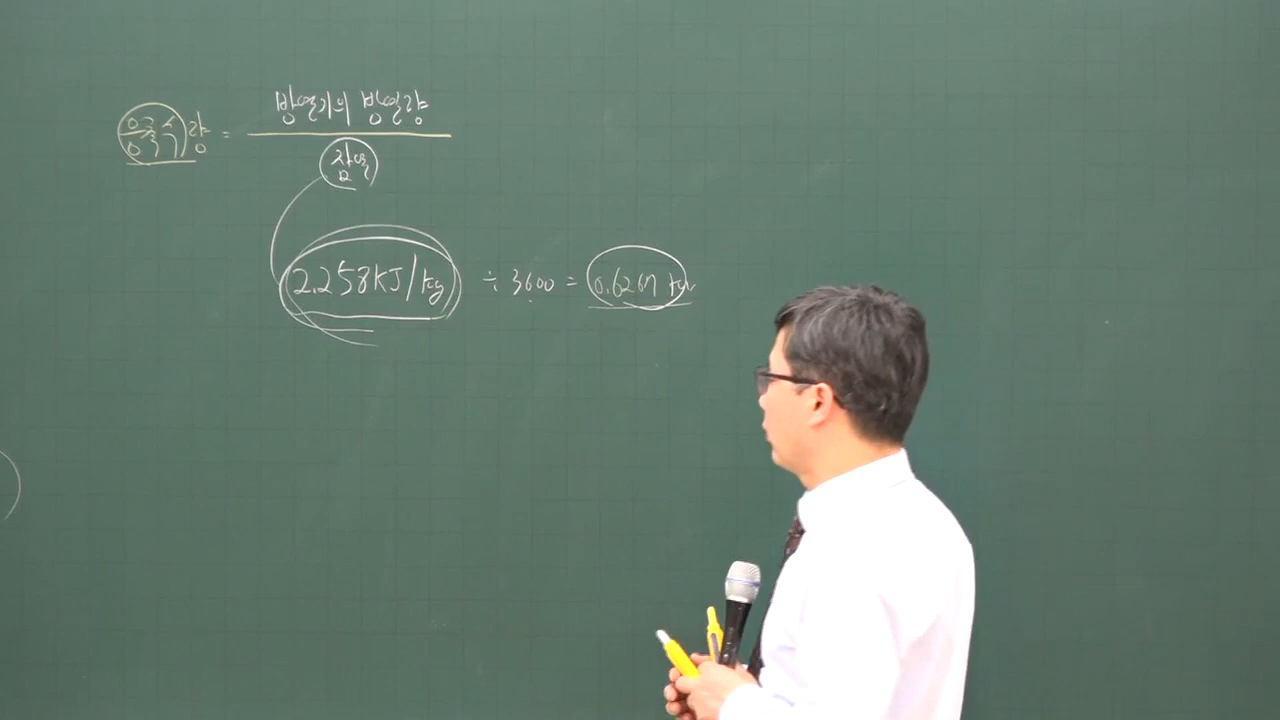 응축수량 = 방열기의 방열량
잠열
2.258KJ/kg ÷ 3600 = 0.627 kw